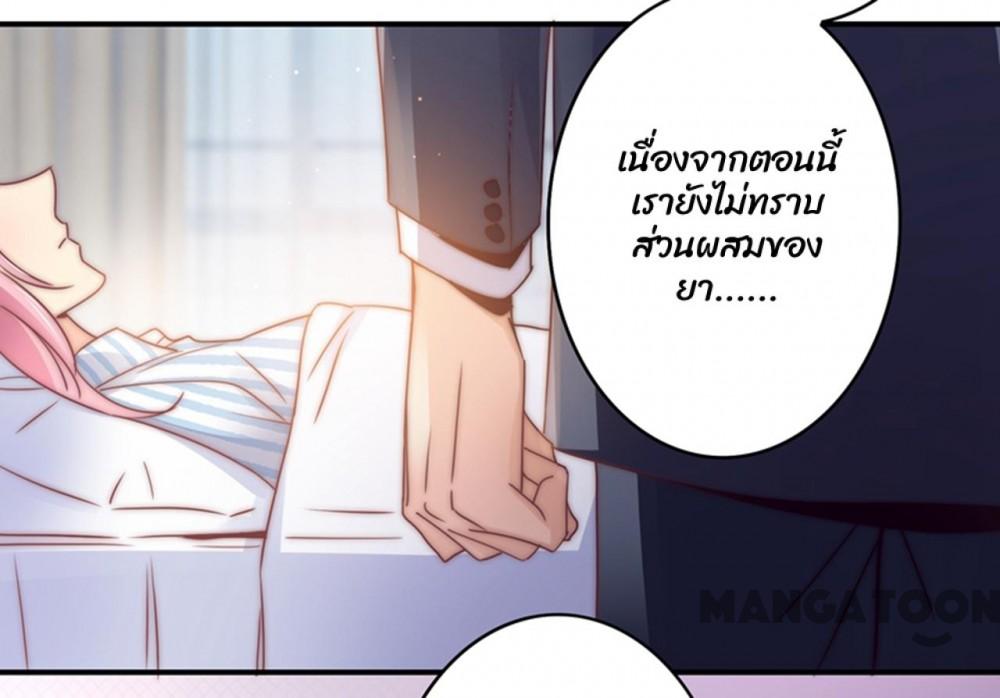 เนื่องจากตอนนี้
เรายังไม่ทราบ
ส่วนผสมของ
ยา......
MANGATOON